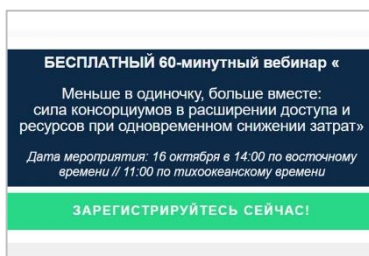 БЕСПЛАТНЫЙ 60-минутный вебинар «
Меньше в одиночку, больше вместе:
сила консорциумов в расширении доступа и
ресурсов при одновременном снижении затрат»
Дата мероприятия: 16 октября в 14:00 по восточному
времени // 11:00 по тихоокеанскому времени
ЗАРЕГИСТРИРУЙТЕСЬ СЕЙЧАС!